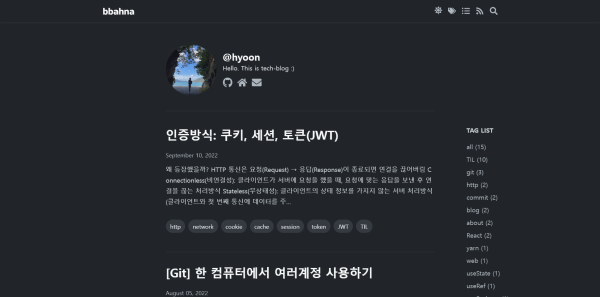 bbahna
@hyoon
Hello. This is tech-blog :)
인증방식: 쿠키, 세션, 토큰(JWT)
September 10, 2022
왜 등장했을까? HTTP 통신은 요청(Request) → 응답(Response)이 종료되면 연결을 끊어버림 C
onnectionless(비연결성): 클라이언트가 서버에 요청을 했을 때, 요청에 맞는 응답을 보낸 후 연
결을 끊는 처리방식 Stateless(무상태성): 클라이언트의 상태 정보를 가지지 않는 서버 처리방식
(클라이언트와 첫 번째 통신에 데이터를 주...
http network cookie cache session token JWT TIL
[Git] 한 컴퓨터에서 여러계정 사용하기
August 05, 2022
TAG LIST
all (15)
TIL (10)
git (3)
http (2)
commit (2)
blog (2)
about (2)
React (2)
yarn (1)
web (1)
useState (1)
useRef (1)